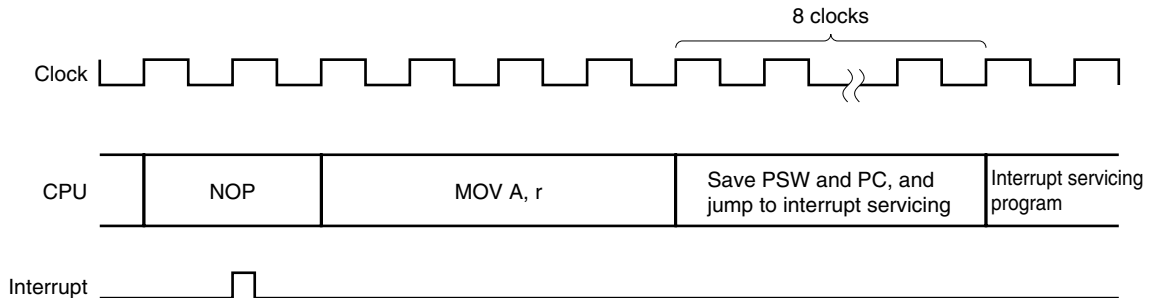 8 clocks
Clock
CPU
NOP
MOV A, r
Save PSW and PC, and
jump to interrupt servicing
Interrupt servicing
program
Interrupt